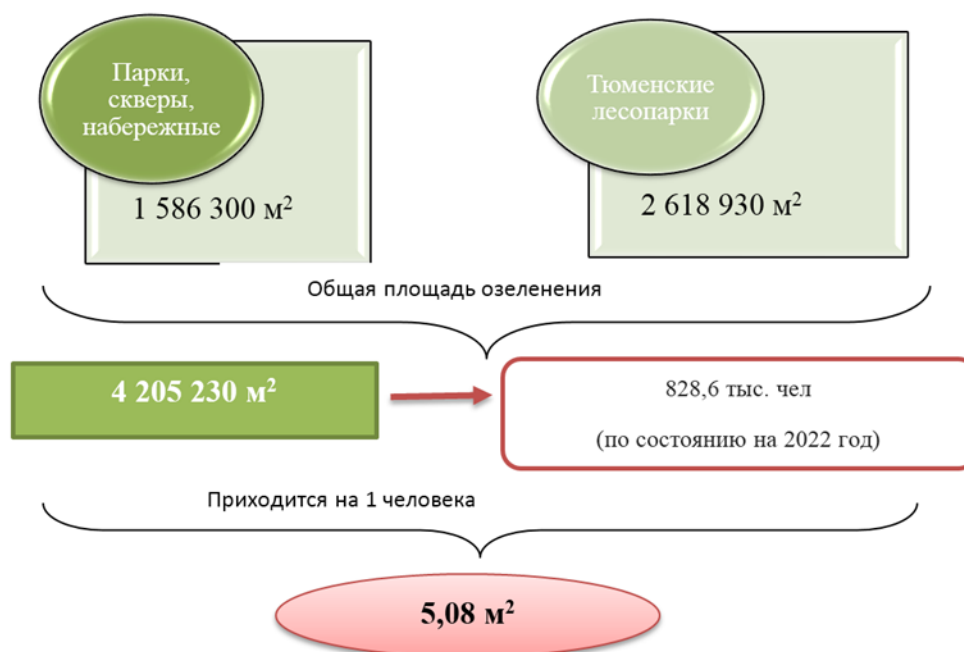 Парки,
скверы,
набережные
1 586 300 м²
Тюменские
лесопарки
2 618 930 м²
Общая площадь озеленения
4 205 230 м²
828,6 тыс. чел
(по состоянию на 2022 год)
Приходится на 1 человека
5,08 м²